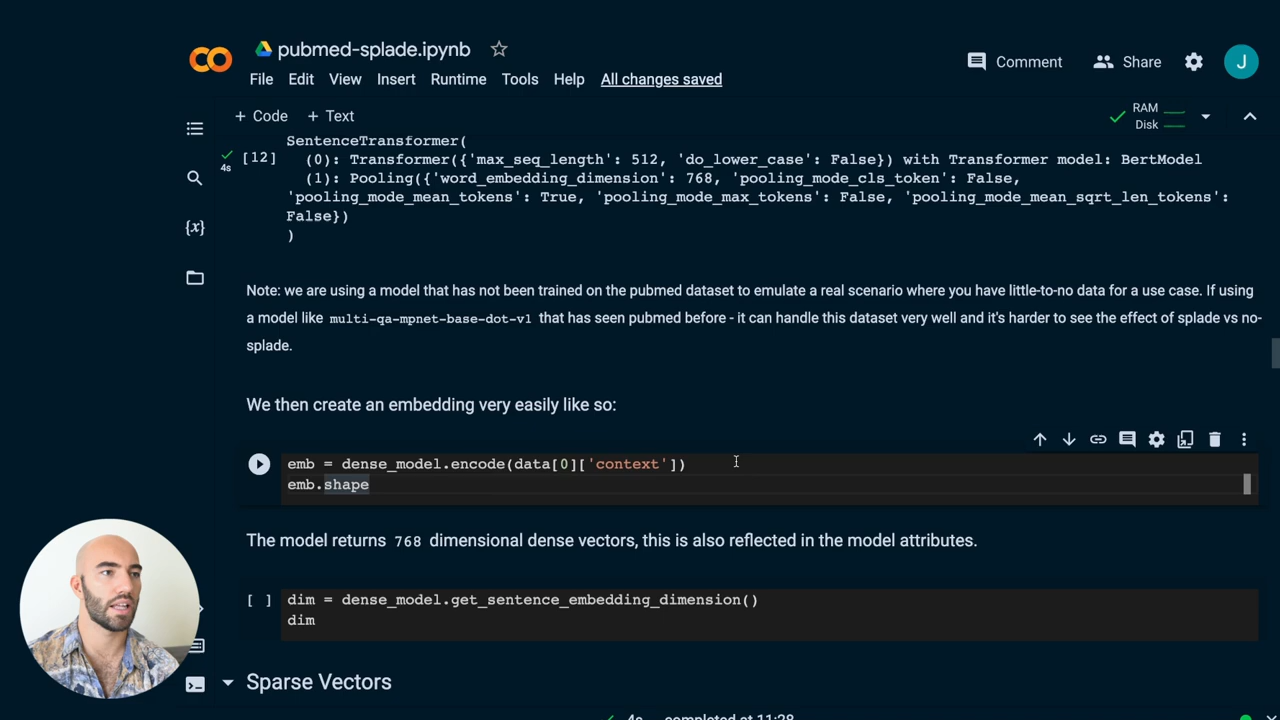 pubmed-splade.ipynb
File Edit View Insert Runtime Tools Help All changes saved
Comment Share J
+ Code + Text
RAM
Disk
SentenceTransformer(
[12] (0): Transformer({'max_seq_length': 512, 'do_lower_case': False}) with Transformer model: BertModel
4s
(1): Pooling({'word_embedding_dimension': 768, 'pooling_mode_cls_token': False,
'pooling_mode_mean_tokens': True, 'pooling_mode_max_tokens': False, 'pooling_mode_mean_sqrt_len_tokens':
False})
)
{x}
Note: we are using a model that has not been trained on the pubmed dataset to emulate a real scenario where you have little-to-no data for a use case. If using
a model like multi-qa-mpnet-base-dot-v1 that has seen pubmed before - it can handle this dataset very well and it's harder to see the effect of splade vs no-
splade.
We then create an embedding very easily like so:
emb = dense_model.encode(data[0]['context'])
emb.shape
The model returns 768 dimensional dense vectors, this is also reflected in the model attributes.
[ ] dim = dense_model.get_sentence_embedding_dimension()
dim
Sparse Vectors
4s completed at 11:28